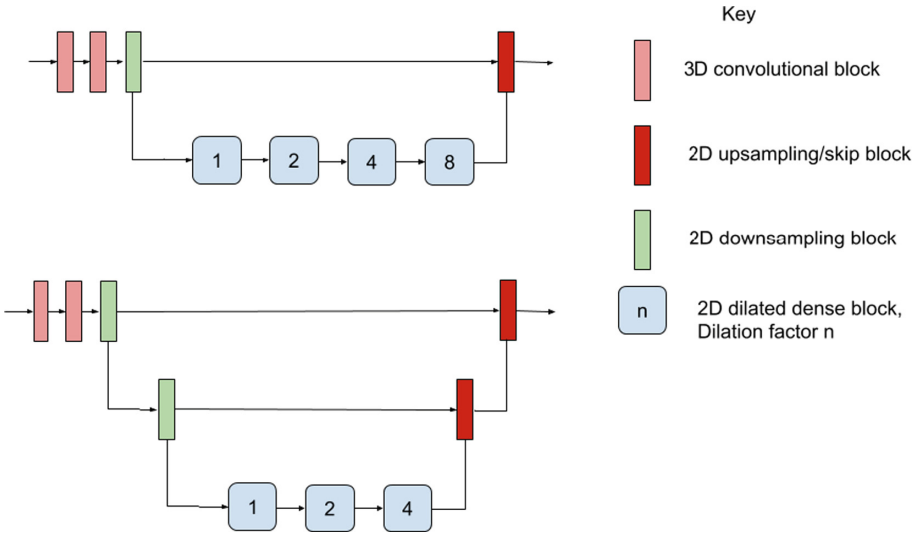 Key
3D convolutional block
2D upsampling/skip block
2D downsampling block
n
2D dilated dense block,
Dilation factor n
1
2
4
8
1
2
4